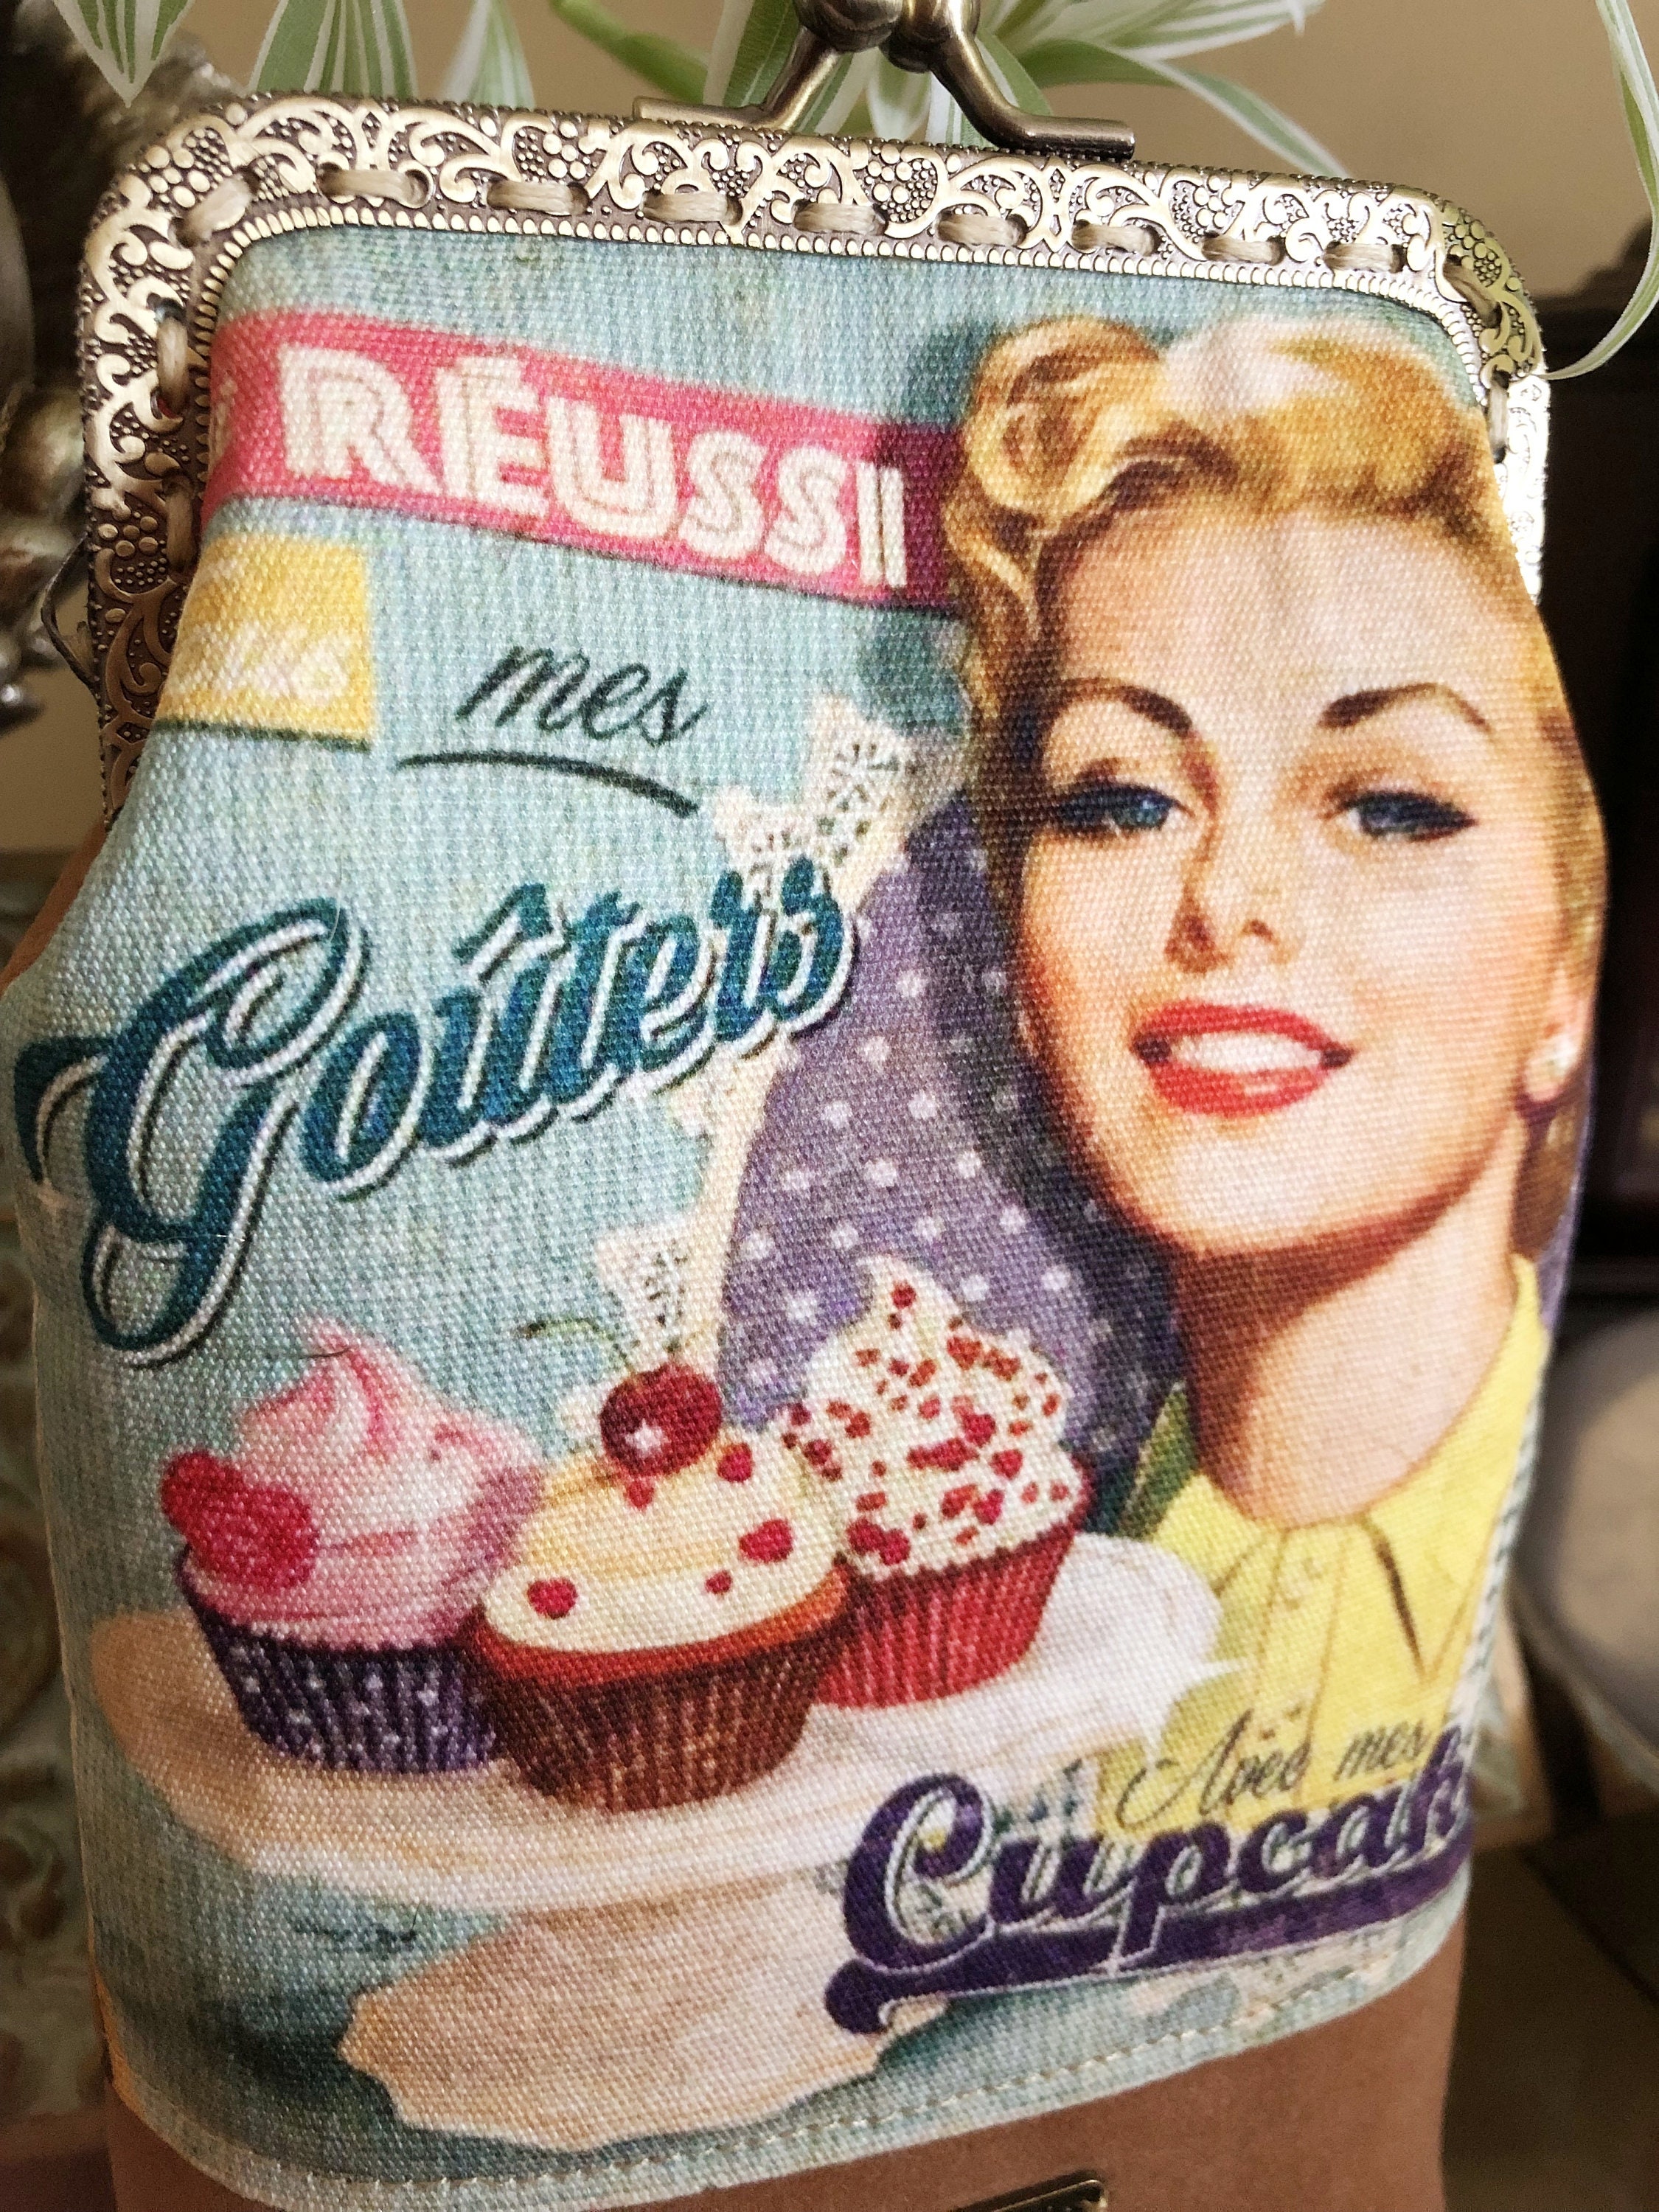 RÉUSSI
mes
Goûters
Avec mes
Cupcak